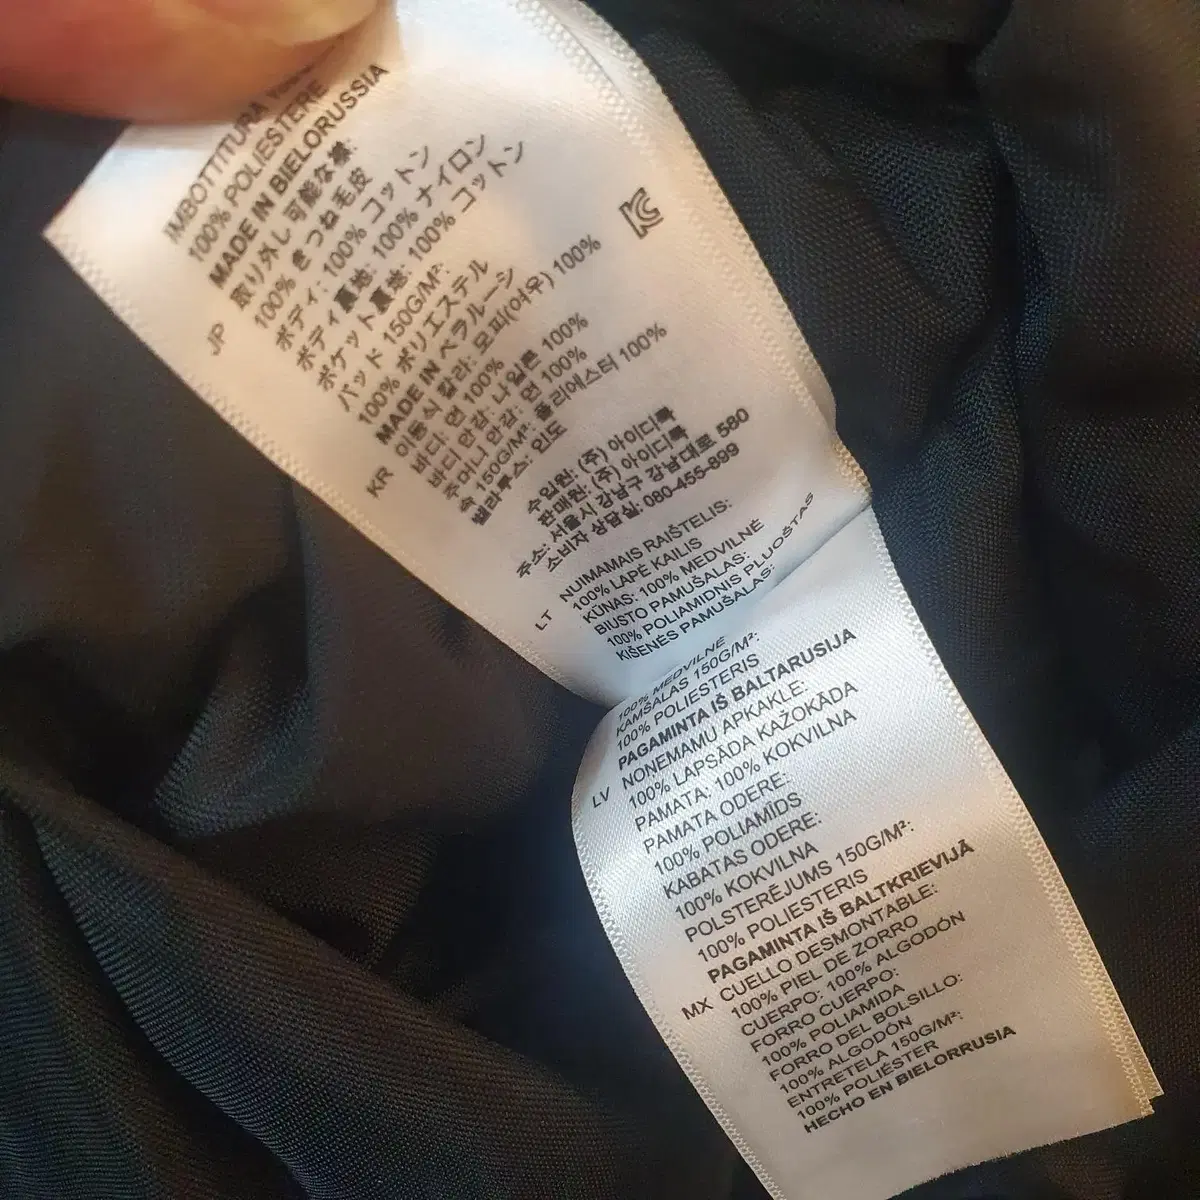 IMBOTTITURA
100% POLIESTERE
MADE IN BIELORUSSIA
JP 取り外し可能な襟:
100% きつね毛皮
ボディ: 100% コットン
ボディ裏地: 100% ナイロン
ポケット裏地: 100% コットン
パッド 150G/M²:
100% ポリエステル
MADE IN ベラルーシ
KR 이동식 칼라: 모피(여우) 100%
바디: 면 100%
바디 안감: 나일론 100%
주머니 안감: 면 100%
속 150G/M²: 폴리에스터 100%
벨라루스: 인도
수입원: (주) 아이디룩
판매원: (주) 아이디룩
주소: 서울시 강남구 강남대로 580
소비자 상담실: 080-455-899
LT NUIMAMAIS RAIŠTELIS:
100% LAPĖ KAILIS
KŪNAS: 100% MEDVILNĖ
BIUSTO PAMUŠALAS:
100% POLIAMIDNIS PLUOŠTAS
KIŠENĖS PAMUŠALAS:
100% MEDVILNĖ
KAMŠALAS 150G/M²:
100% POLIESTERIS
PAGAMINTA IŠ BALTARUSIJA
LV NONEMAMU APKAKLE:
100% LAPSĀDA KAŽOKĀDA
PAMATA: 100% KOKVILNA
PAMATA ODERE:
100% POLIAMĪDS
KABATAS ODERE:
100% KOKVILNA
POLSTERĒJUMS 150G/M²:
100% POLIESTERIS
PAGAMINTA IŠ BALTKRIEVIJĀ
MX CUELLO DESMONTABLE:
100% PIEL DE ZORRO
CUERPO: 100% ALGODÓN
FORRO CUERPO:
100% POLIAMIDA
FORRO DEL BOLSILLO:
100% ALGODÓN
ENTRETELA 150G/M²:
100% POLIÉSTER
HECHO EN BIELORRUSIA